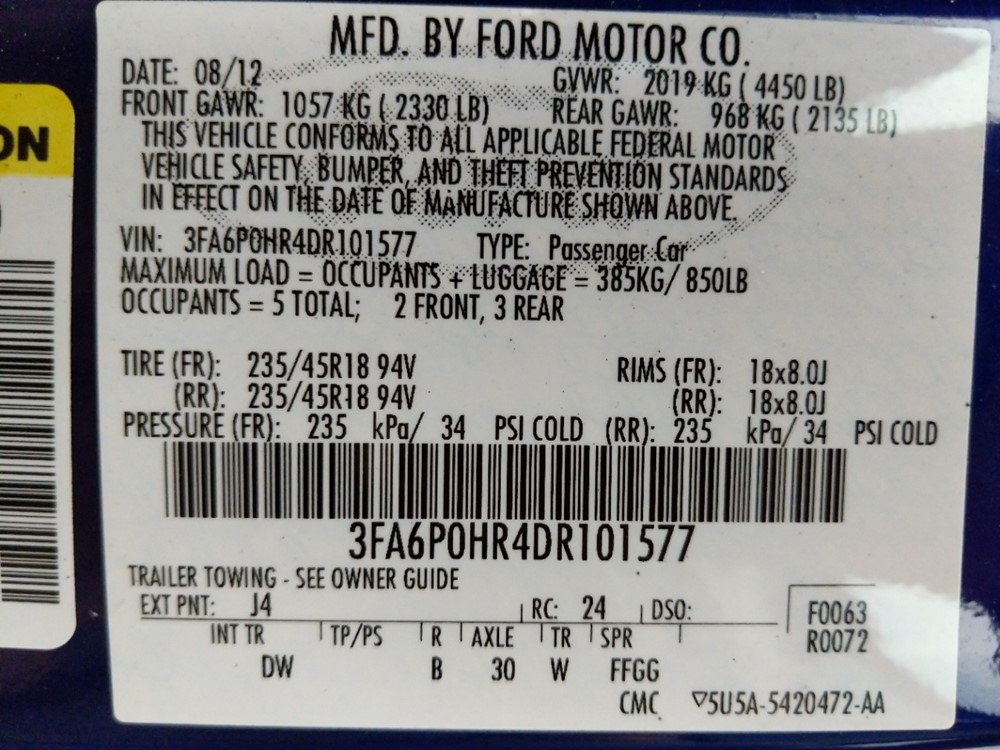 ON
MFD. BY FORD MOTOR CO.
DATE: 08/12 GVWR: 2019 KG ( 4450 LB)
FRONT GAWR: 1057 KG ( 2330 LB) REAR GAWR: 968 KG ( 2135 LB)
THIS VEHICLE CONFORMS TO ALL APPLICABLE FEDERAL MOTOR
VEHICLE SAFETY, BUMPER, AND THEFT PREVENTION STANDARDS
IN EFFECT ON THE DATE OF MANUFACTURE SHOWN ABOVE.
VIN: 3FA6P0HR4DR101577 TYPE: Passenger Car
MAXIMUM LOAD = OCCUPANTS + LUGGAGE = 385KG/ 850LB
OCCUPANTS = 5 TOTAL; 2 FRONT, 3 REAR
TIRE (FR): 235/45R18 94V RIMS (FR): 18x8.0J
(RR): 235/45R18 94V (RR): 18x8.0J
PRESSURE (FR): 235 kPa/ 34 PSI COLD (RR): 235 kPa/ 34 PSI COLD
3FA6P0HR4DR101577
TRAILER TOWING - SEE OWNER GUIDE
EXT PNT: J4 RC: 24 DSO: F0063
INT TR TP/PS R AXLE TR SPR R0072
DW B 30 W FFGG
CMC ▽5U5A-5420472-AA